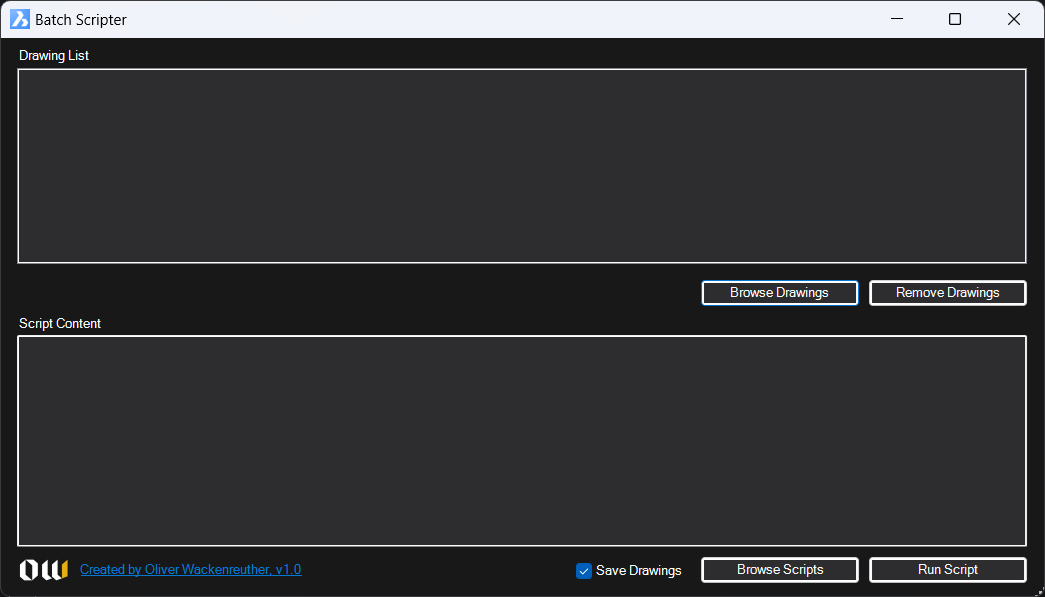 Batch Scripter
Drawing List
Browse Drawings
Remove Drawings
Script Content
OW
Created by Oliver Wackenreuther, v1.0
Save Drawings
Browse Scripts
Run Script